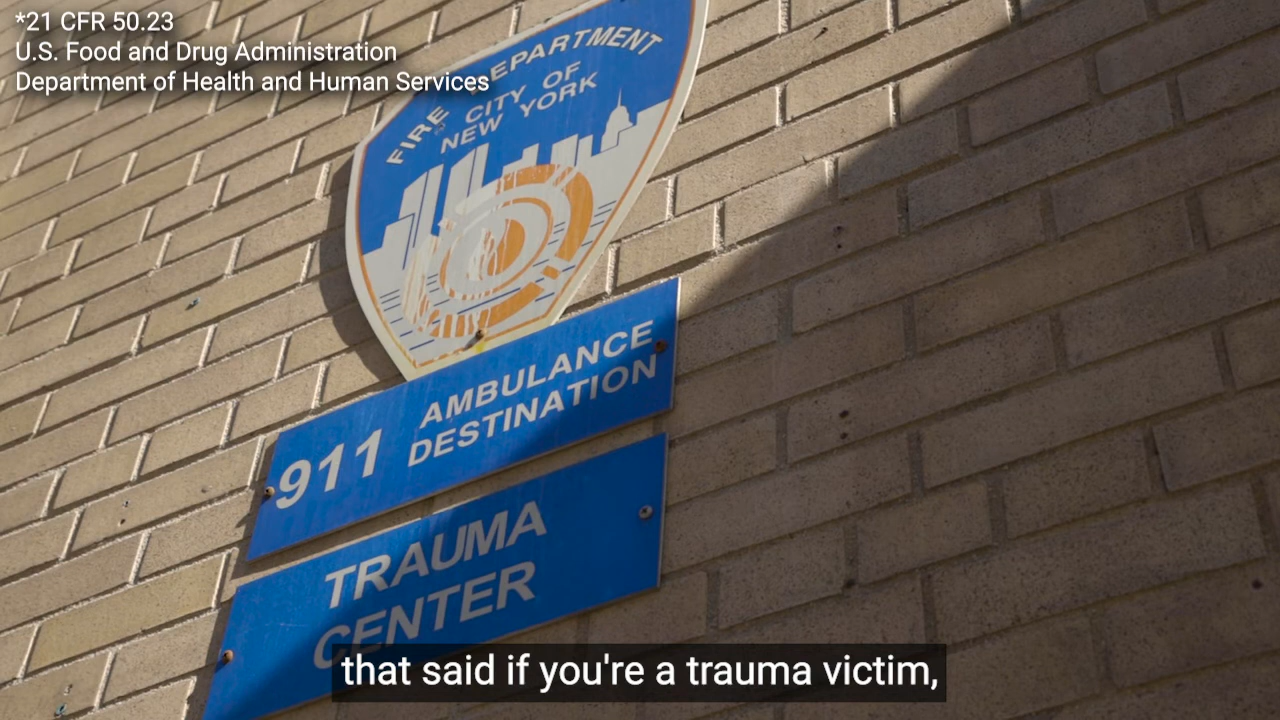 *21 CFR 50.23
U.S. Food and Drug Administration
Department of Health and Human Services
FIRE DEPARTMENT
CITY OF
NEW YORK
911 AMBULANCE
DESTINATION
TRAUMA
CENTER
that said if you're a trauma victim,